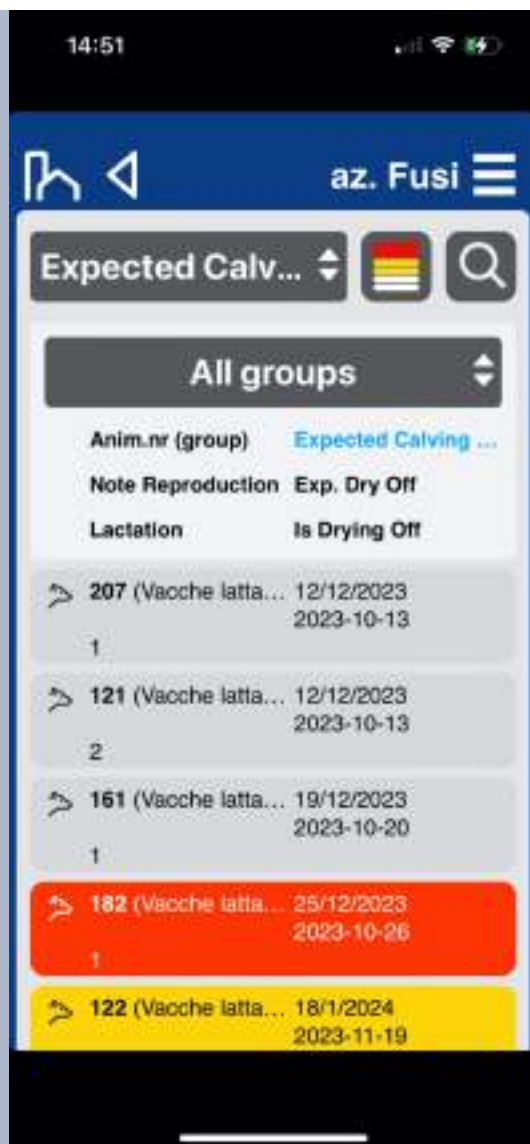 14:51
az. Fusi
Expected Calv...
All groups
Anim.nr (group) Expected Calving ...
Note Reproduction Exp. Dry Off
Lactation Is Drying Off
207 (Vacche latta... 12/12/2023
2023-10-13
1
121 (Vacche latta... 12/12/2023
2023-10-13
2
161 (Vacche latta... 19/12/2023
2023-10-20
1
182 (Vacche latta... 25/12/2023
2023-10-26
1
122 (Vacche latta... 18/1/2024
2023-11-19